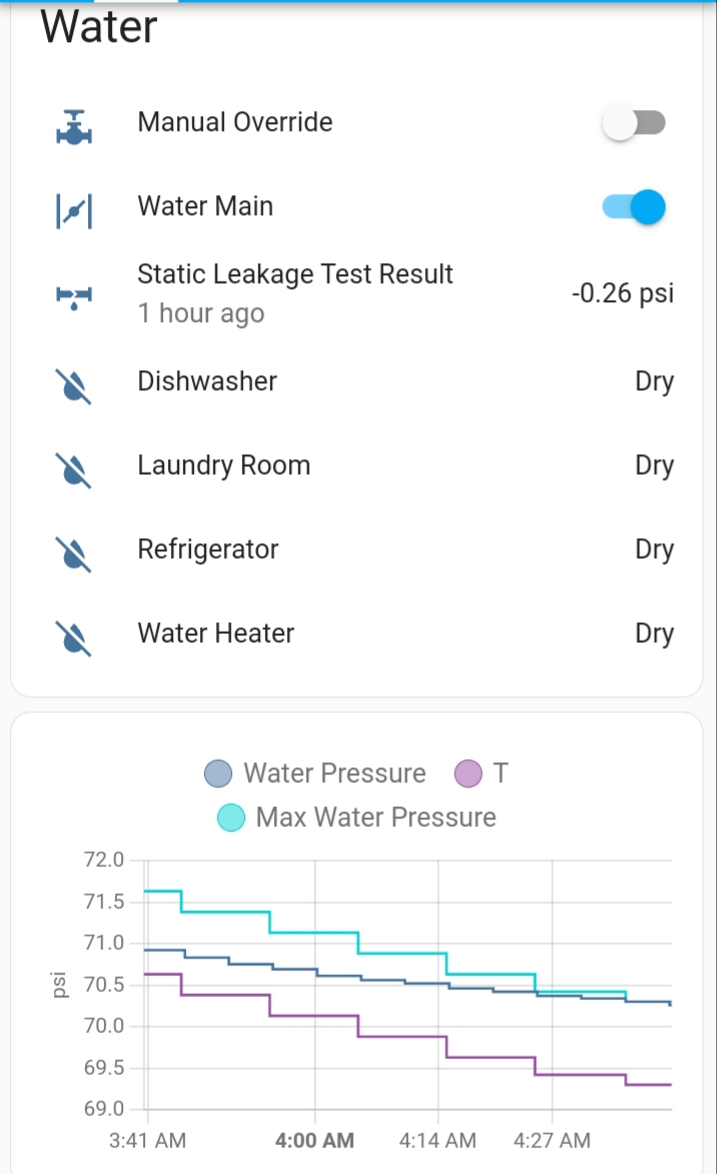 Water
Manual Override
Water Main
Static Leakage Test Result
1 hour ago
-0.26 psi
Dishwasher
Dry
Laundry Room
Dry
Refrigerator
Dry
Water Heater
Dry
Water Pressure
T
Max Water Pressure
72.0
71.5
71.0
70.5
70.0
69.5
69.0
psi
3:41 AM
4:00 AM
4:14 AM
4:27 AM